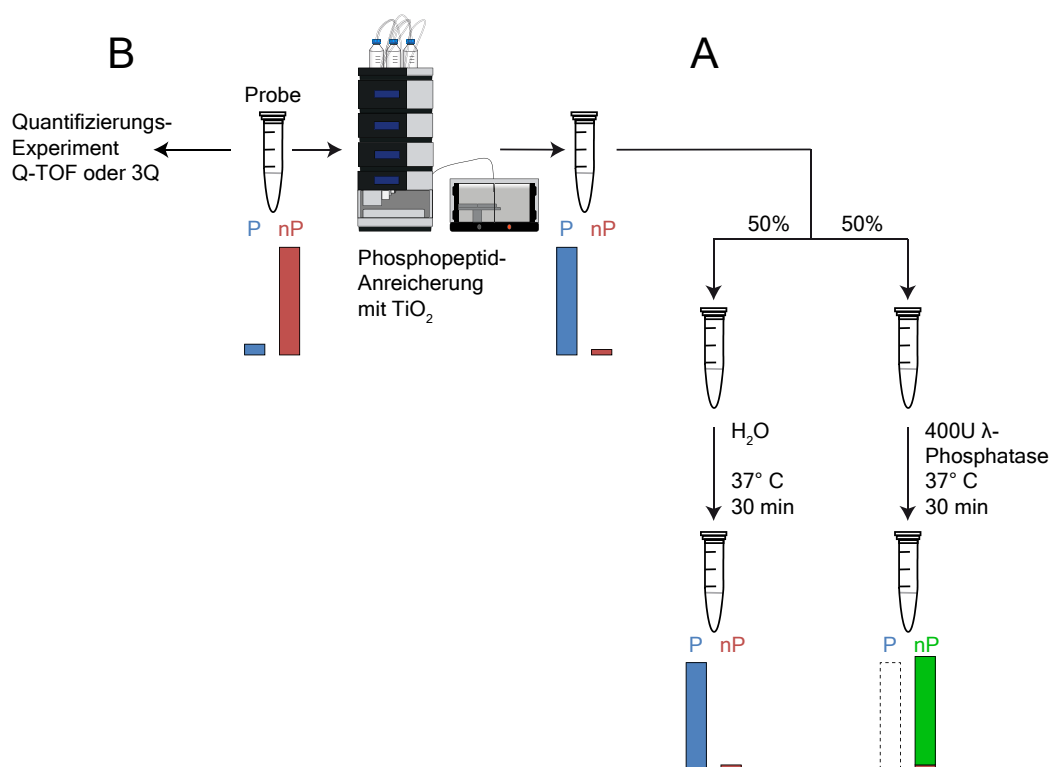 B
A
Probe
Quantifizierungs-
Experiment
Q-TOF oder 3Q
P nP
P nP
Phosphopeptid-
Anreicherung
mit TiO₂
50%
50%
H₂O
37° C
30 min
400U λ-
Phosphatase
37° C
30 min
P nP
P nP